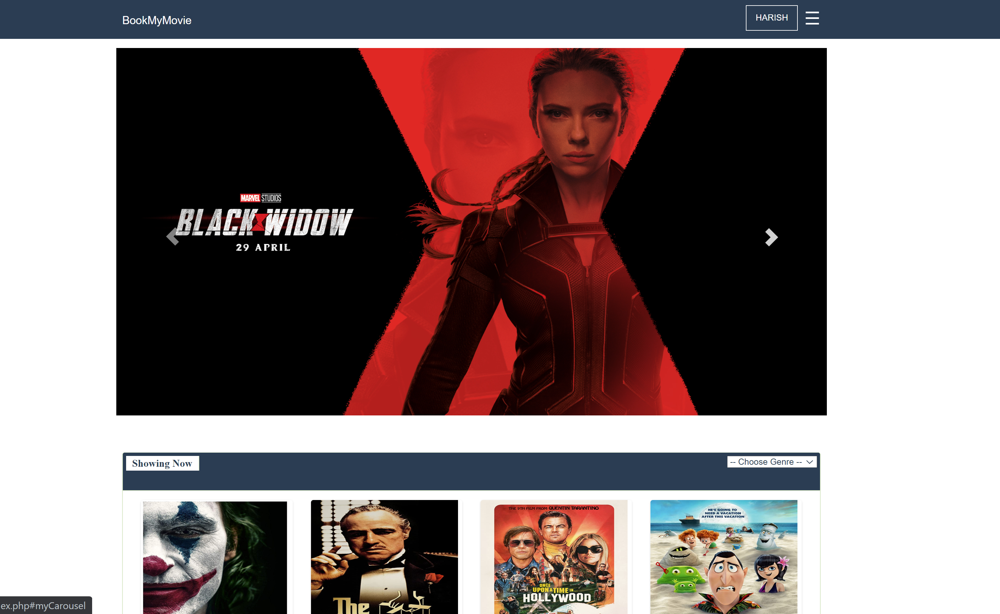 BookMyMovie
HARISH
MARVEL STUDIOS
BLACK WIDOW
29 APRIL
Showing Now
-- Choose Genre --
The
THE 9TH FILM FROM QUENTIN TARANTINO
ONCE
UPON A TIME IN...
HOLLYWOOD
HE'S GOING TO
NEED A VACATION
AFTER THIS VACATION
ex.php#myCarousel